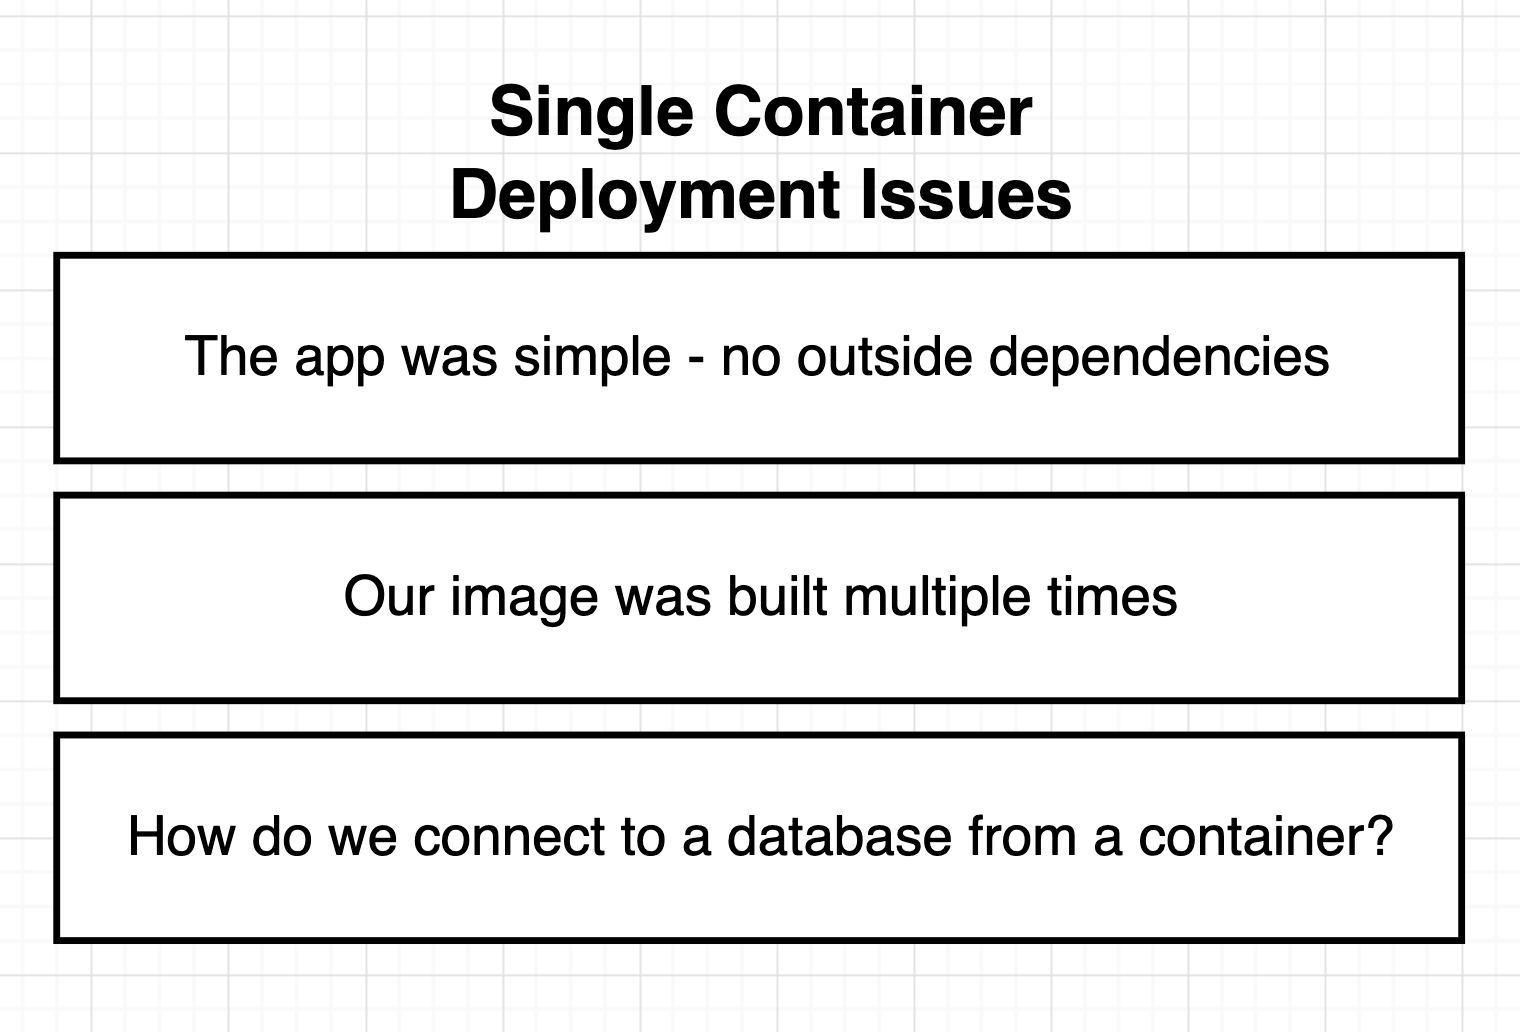 Single Container
Deployment Issues
The app was simple - no outside dependencies
Our image was built multiple times
How do we connect to a database from a container?